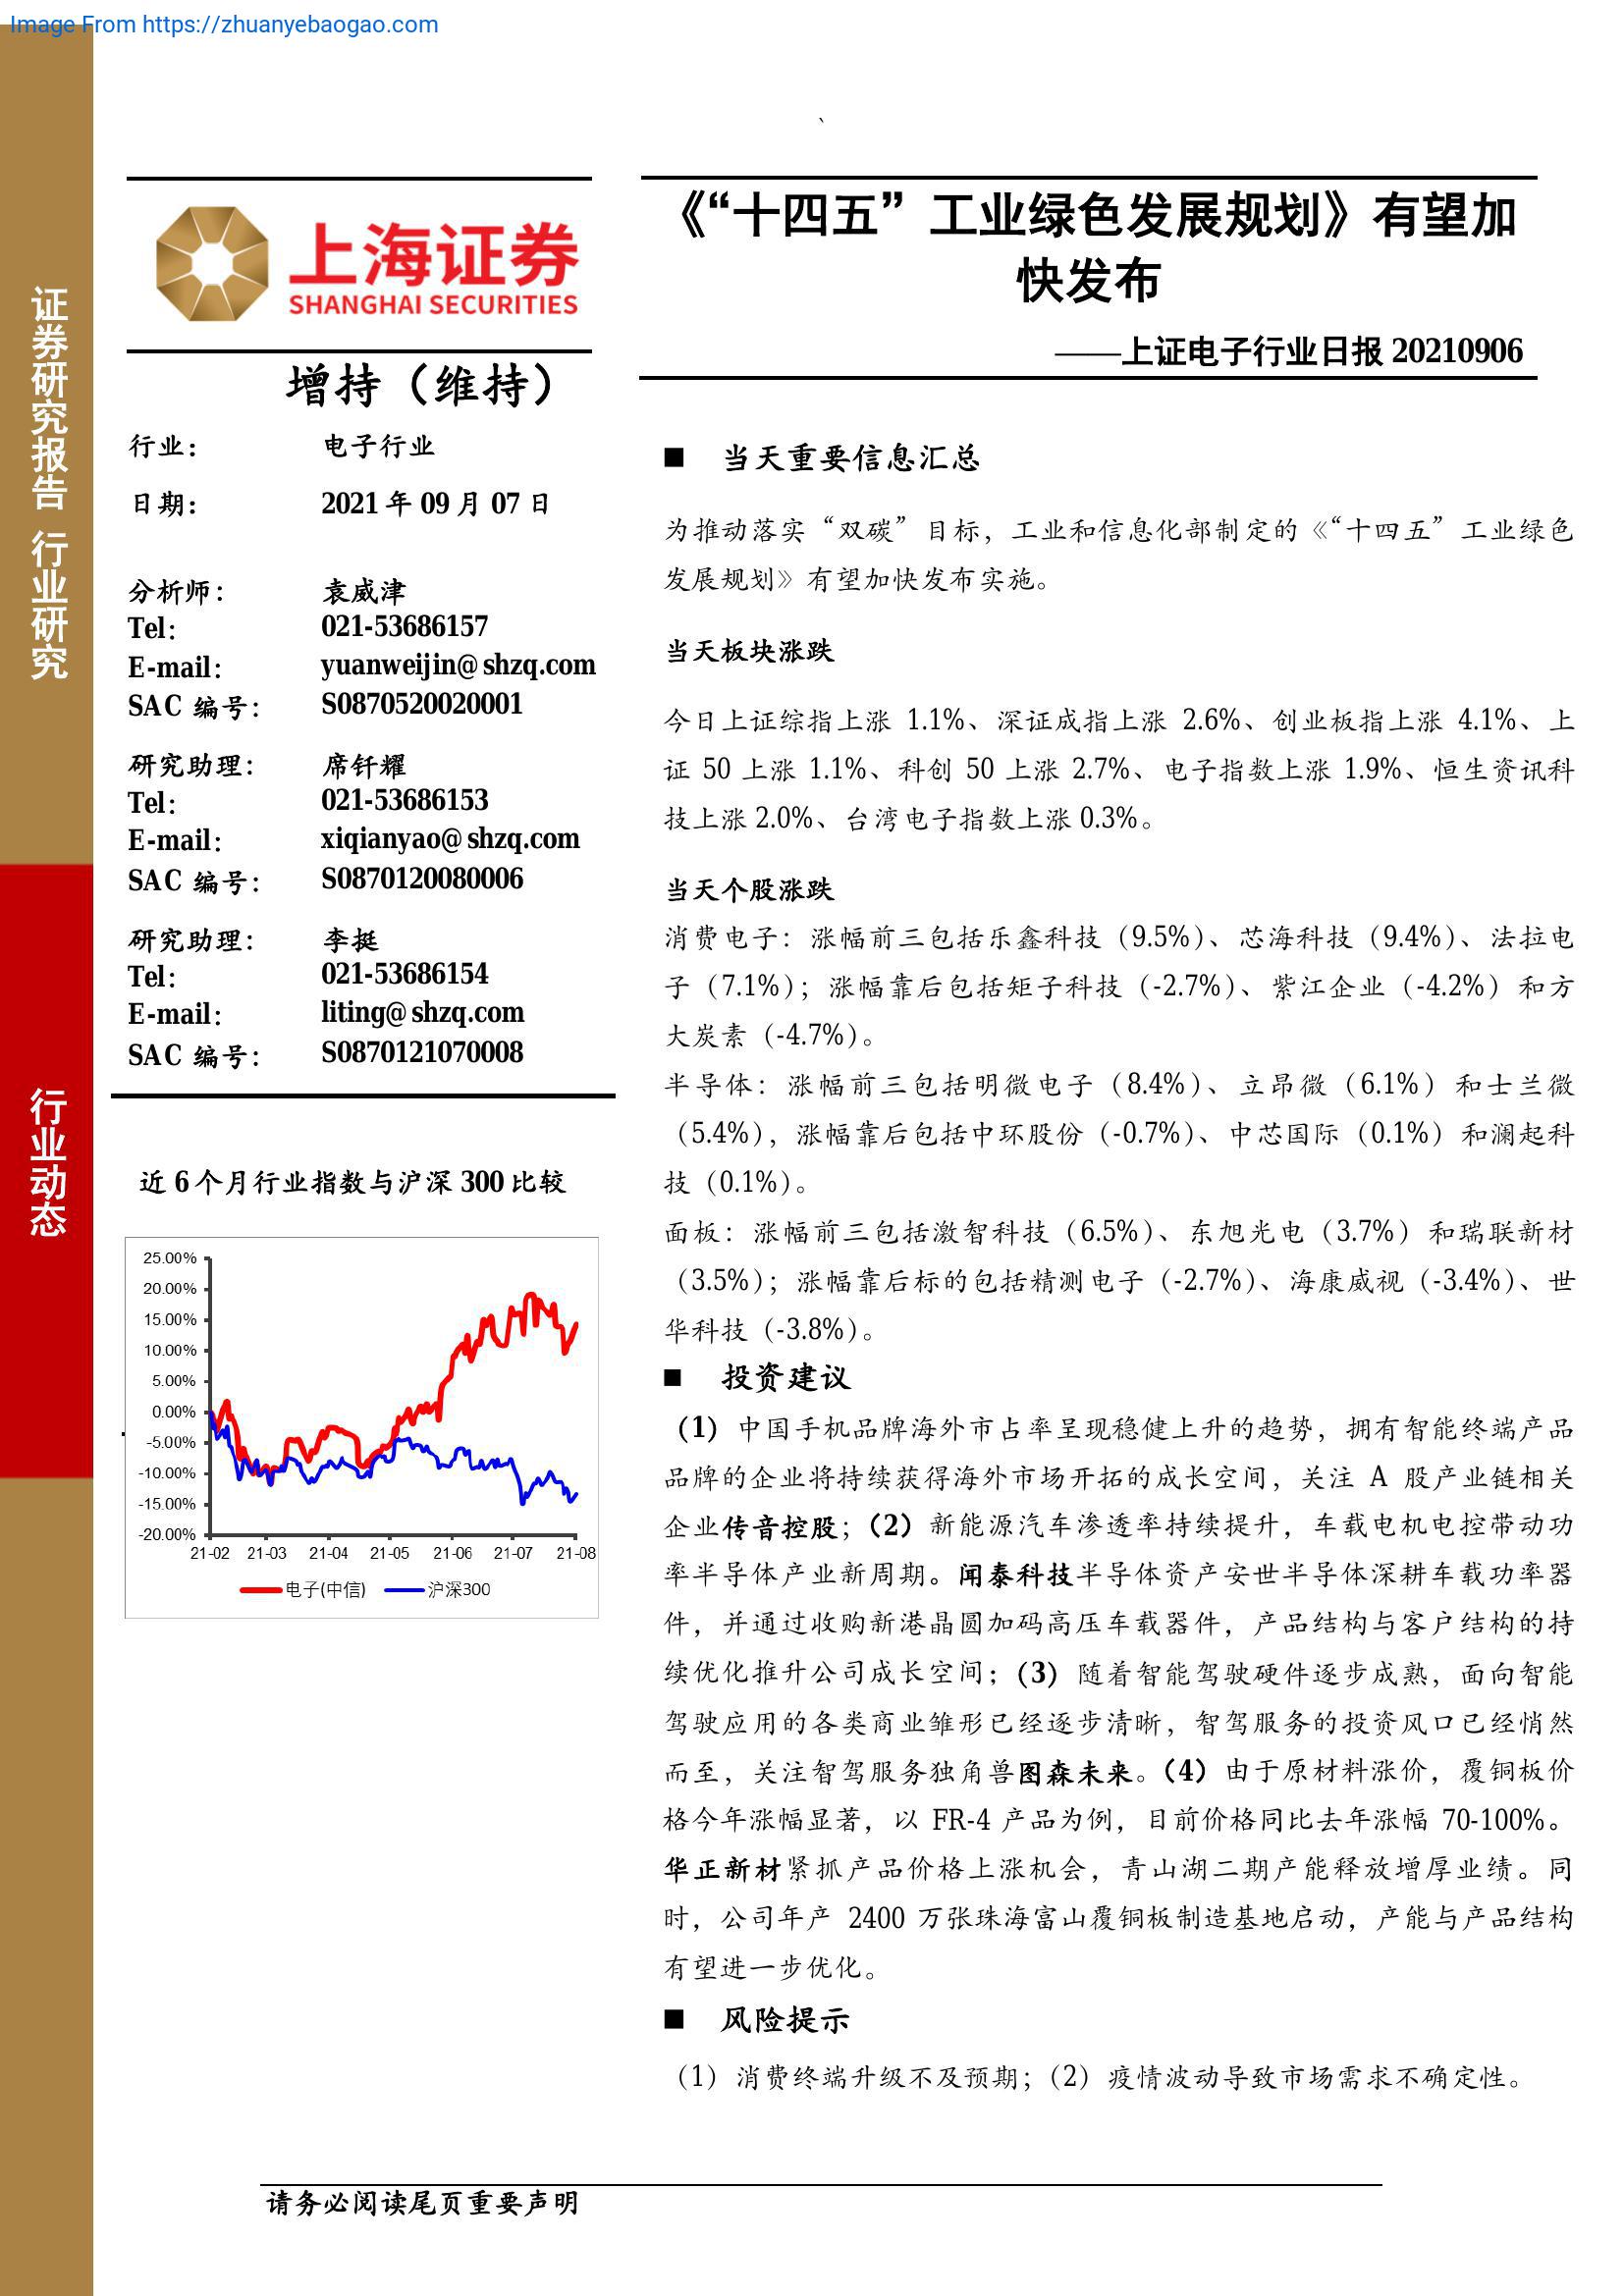 Image From https://zhuanyebaogao.com
、
证券研究报告 行业研究
行业动态
上海证券
SHANGHAI SECURITIES
增持（维持）
行业： 电子行业
日期： 2021 年 09 月 07 日
分析师： 袁威津
Tel： 021-53686157
E-mail： yuanweijin@shzq.com
SAC 编号： S0870520020001
研究助理： 席钎耀
Tel： 021-53686153
E-mail： xiqianyao@shzq.com
SAC 编号： S0870120080006
研究助理： 李挺
Tel： 021-53686154
E-mail： liting@shzq.com
SAC 编号： S0870121070008
近 6 个月行业指数与沪深 300 比较
25.00%
20.00%
15.00%
10.00%
5.00%
0.00%
-5.00%
-10.00%
-15.00%
-20.00%
21-02 21-03 21-04 21-05 21-06 21-07 21-08
电子(中信) 沪深300
《“十四五”工业绿色发展规划》有望加
快发布
——上证电子行业日报 20210906
■ 当天重要信息汇总
为推动落实“双碳”目标，工业和信息化部制定的《“十四五”工业绿色
发展规划》有望加快发布实施。
当天板块涨跌
今日上证综指上涨 1.1%、深证成指上涨 2.6%、创业板指上涨 4.1%、上
证 50 上涨 1.1%、科创 50 上涨 2.7%、电子指数上涨 1.9%、恒生资讯科
技上涨 2.0%、台湾电子指数上涨 0.3%。
当天个股涨跌
消费电子：涨幅前三包括乐鑫科技（9.5%）、芯海科技（9.4%）、法拉电
子（7.1%）；涨幅靠后包括矩子科技（-2.7%）、紫江企业（-4.2%）和方
大炭素（-4.7%）。
半导体：涨幅前三包括明微电子（8.4%）、立昂微（6.1%）和士兰微
（5.4%），涨幅靠后包括中环股份（-0.7%）、中芯国际（0.1%）和澜起科
技（0.1%）。
面板：涨幅前三包括激智科技（6.5%）、东旭光电（3.7%）和瑞联新材
（3.5%）；涨幅靠后标的包括精测电子（-2.7%）、海康威视（-3.4%）、世
华科技（-3.8%）。
■ 投资建议
（1）中国手机品牌海外市占率呈现稳健上升的趋势，拥有智能终端产品
品牌的企业将持续获得海外市场开拓的成长空间，关注 A 股产业链相关
企业传音控股；（2）新能源汽车渗透率持续提升，车载电机电控带动功
率半导体产业新周期。闻泰科技半导体资产安世半导体深耕车载功率器
件，并通过收购新港晶圆加码高压车载器件，产品结构与客户结构的持
续优化推升公司成长空间；（3）随着智能驾驶硬件逐步成熟，面向智能
驾驶应用的各类商业雏形已经逐步清晰，智驾服务的投资风口已经悄然
而至，关注智驾服务独角兽图森未来。（4）由于原材料涨价，覆铜板价
格今年涨幅显著，以 FR-4 产品为例，目前价格同比去年涨幅 70-100%。
华正新材紧抓产品价格上涨机会，青山湖二期产能释放增厚业绩。同
时，公司年产 2400 万张珠海富山覆铜板制造基地启动，产能与产品结构
有望进一步优化。
■ 风险提示
（1）消费终端升级不及预期；（2）疫情波动导致市场需求不确定性。
请务必阅读尾页重要声明